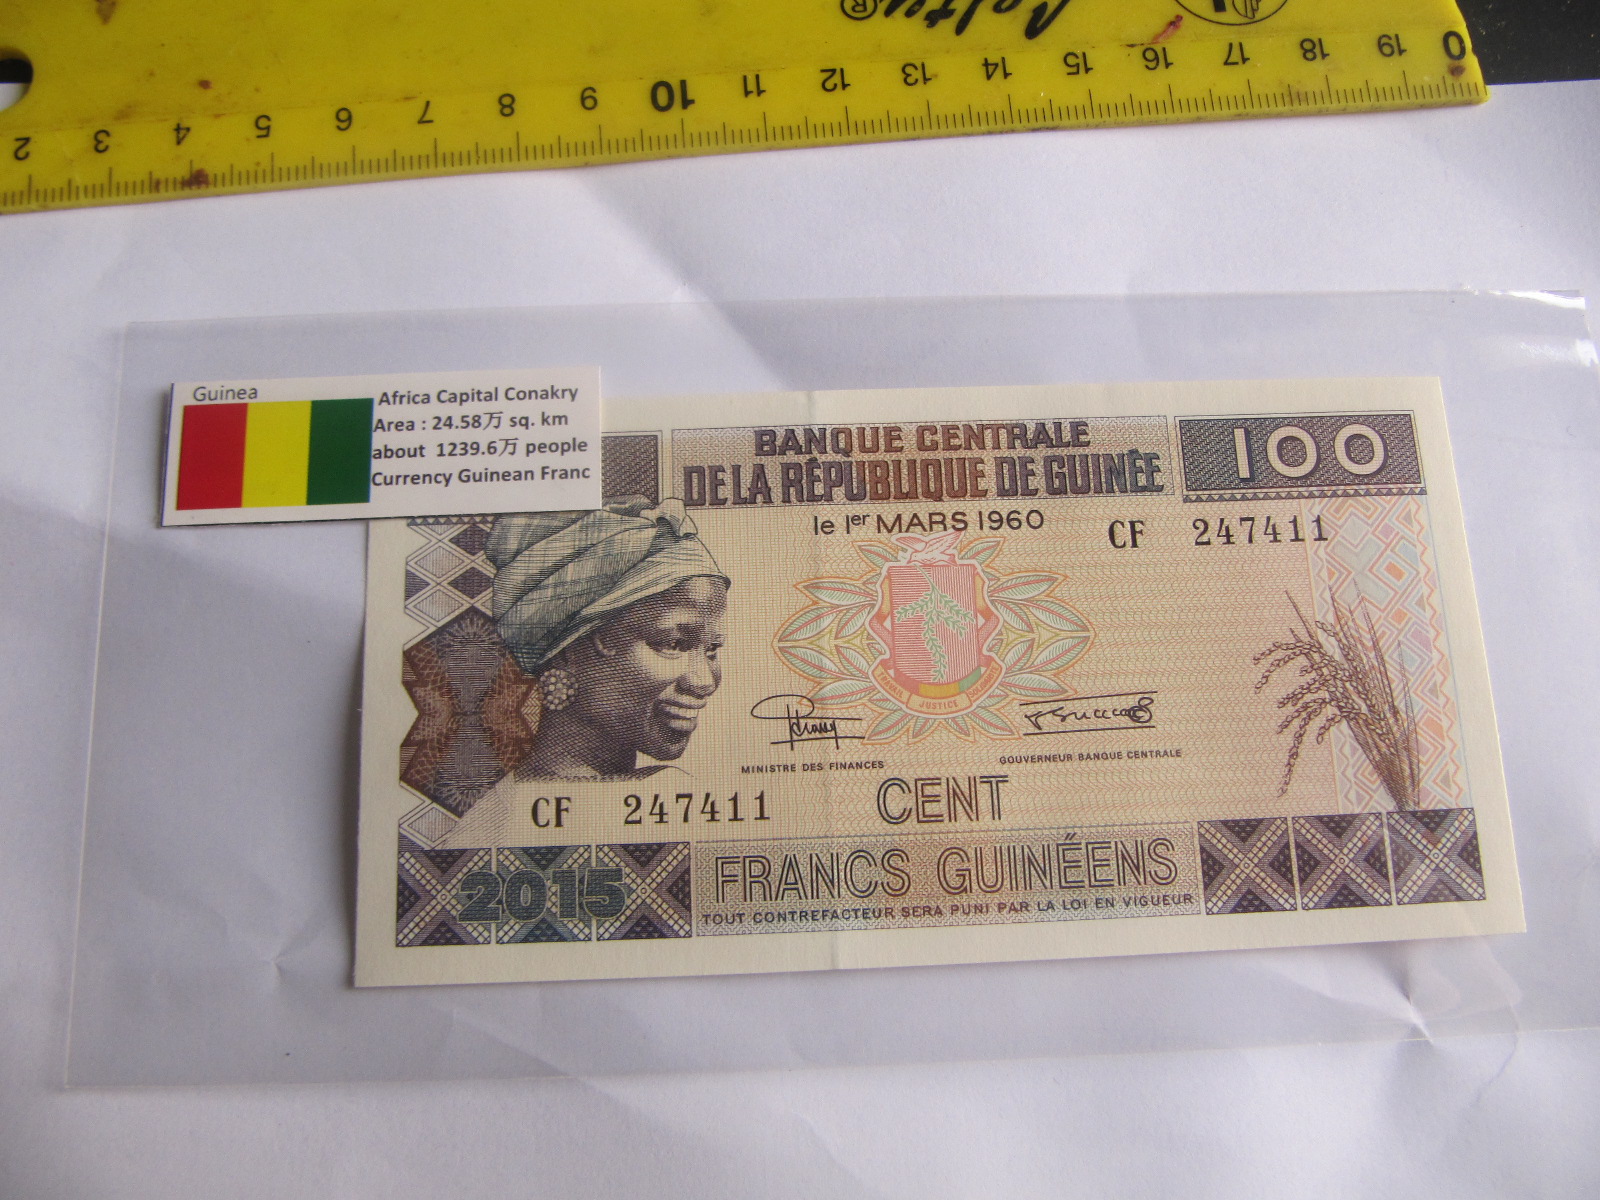 2 3 4 5 6 7 8 9 10 11 12 13 14 15 16 17 18 19 0
Guinea
Africa Capital Conakry
Area : 24.58万 sq. km
about 1239.6万 people
Currency Guinean Franc
BANQUE CENTRALE
DE LA RÉPUBLIQUE DE GUINÉE
100
le 1er MARS 1960
CF 247411
TRAVAIL JUSTICE SOLIDARITÉ
MINISTRE DES FINANCES
GOUVERNEUR BANQUE CENTRALE
CF 247411
CENT
2015
FRANCS GUINÉENS
TOUT CONTREFACTEUR SERA PUNI PAR LA LOI EN VIGUEUR